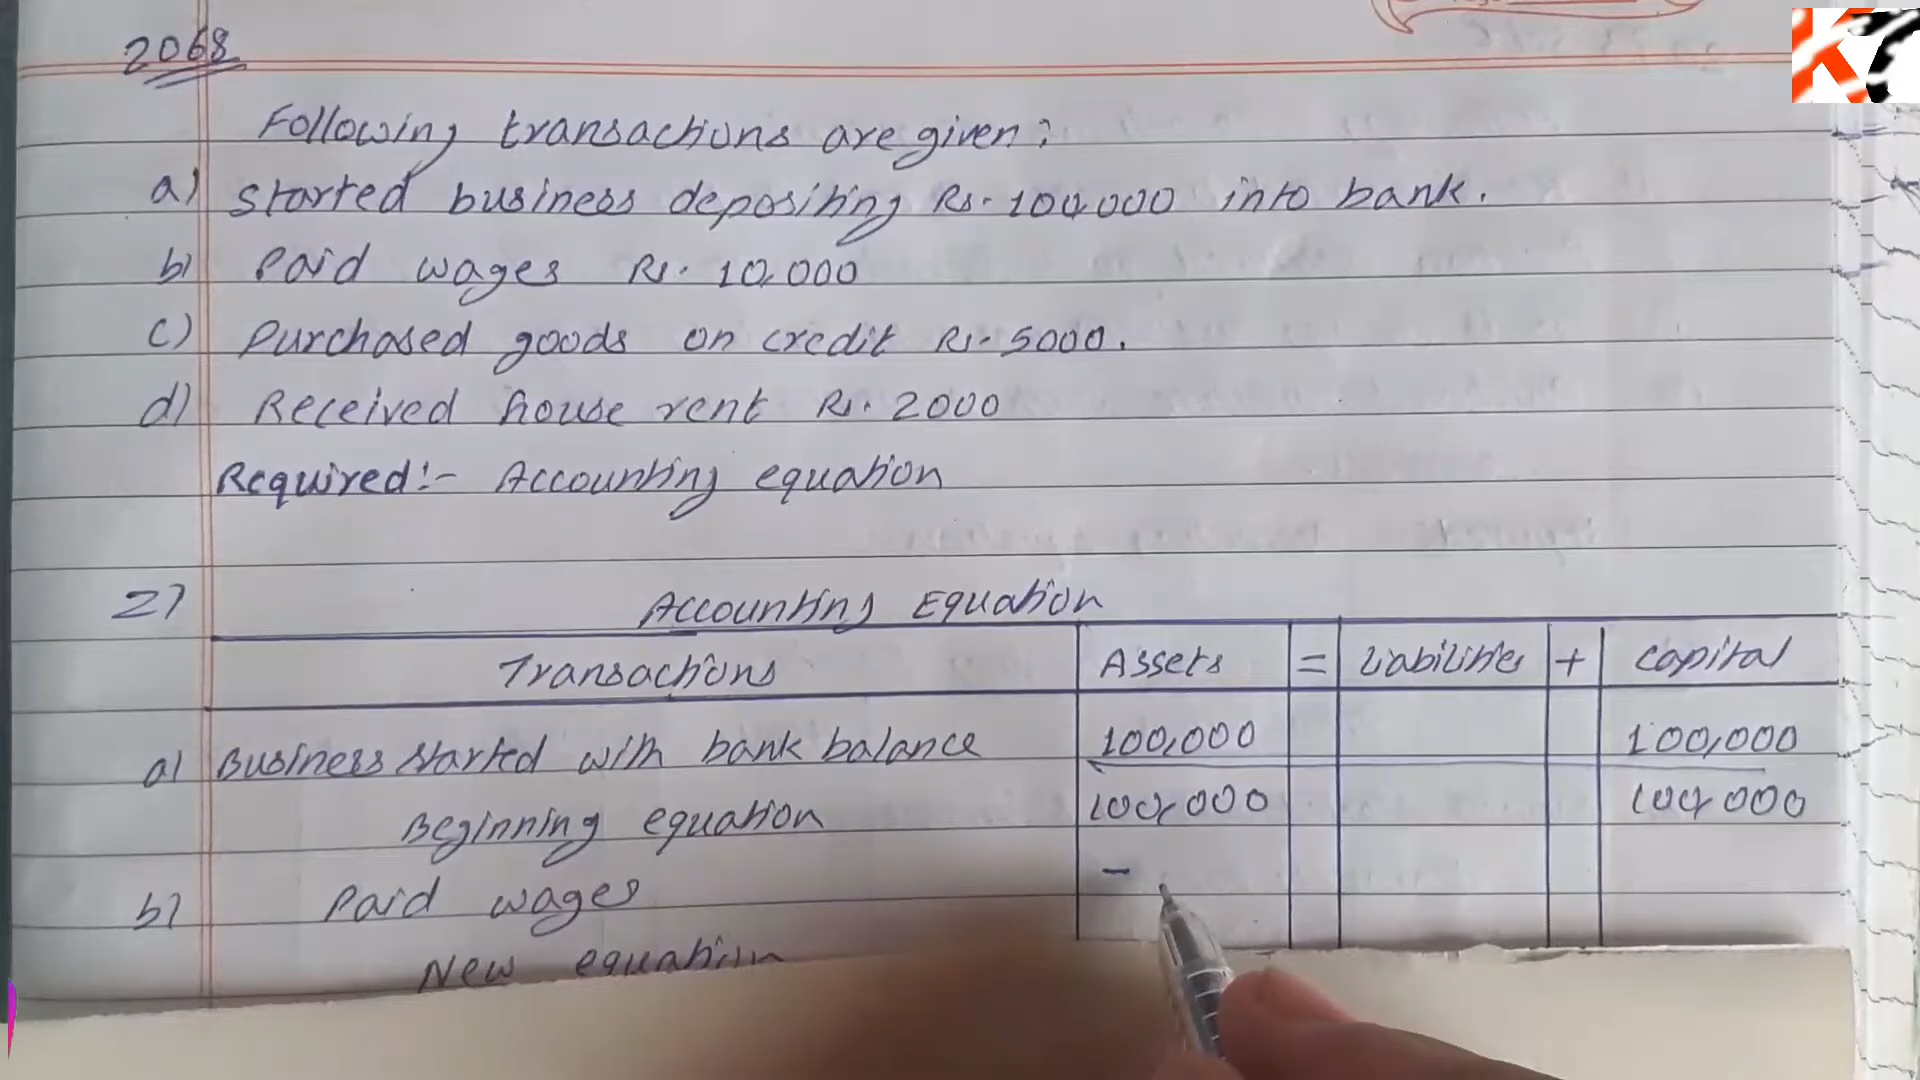 2068
Following transactions are given:
a) Started business depositing Rs. 100,000 into bank.
b) Paid wages Rs. 10,000
c) Purchased goods on credit Rs. 5000.
d) Received house rent Rs. 2000
Required:- Accounting equation
2) Accounting Equation
Transactions Assets = Liabilities + Capital
a) Business started with bank balance 100,000 100,000
Beginning equation 100,000 100,000
b) Paid wages -
New equation